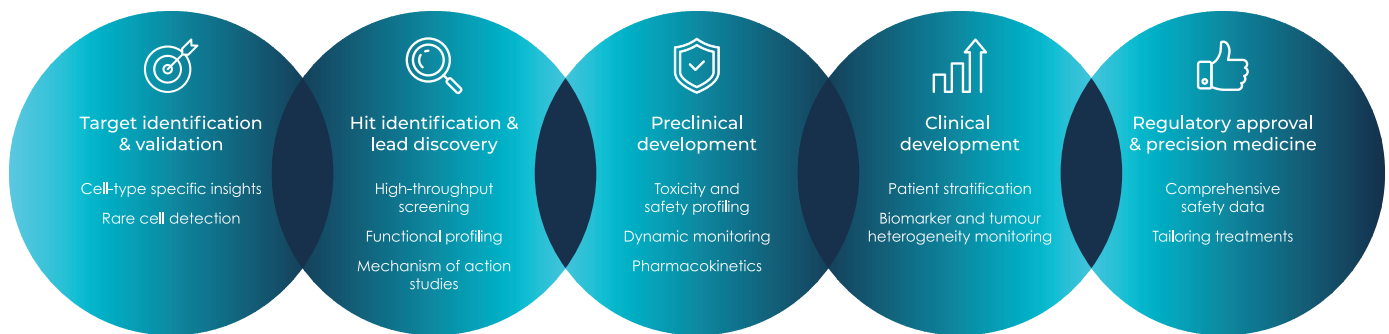 Target identification
& validation
Cell-type specific insights
Rare cell detection
Hit identification &
lead discovery
High-throughput
screening
Functional profiling
Mechanism of action
studies
Preclinical
development
Toxicity and
safety profiling
Dynamic monitoring
Pharmacokinetics
Clinical
development
Patient stratification
Biomarker and tumour
heterogeneity monitoring
Regulatory approval
& precision medicine
Comprehensive
safety data
Tailoring treatments